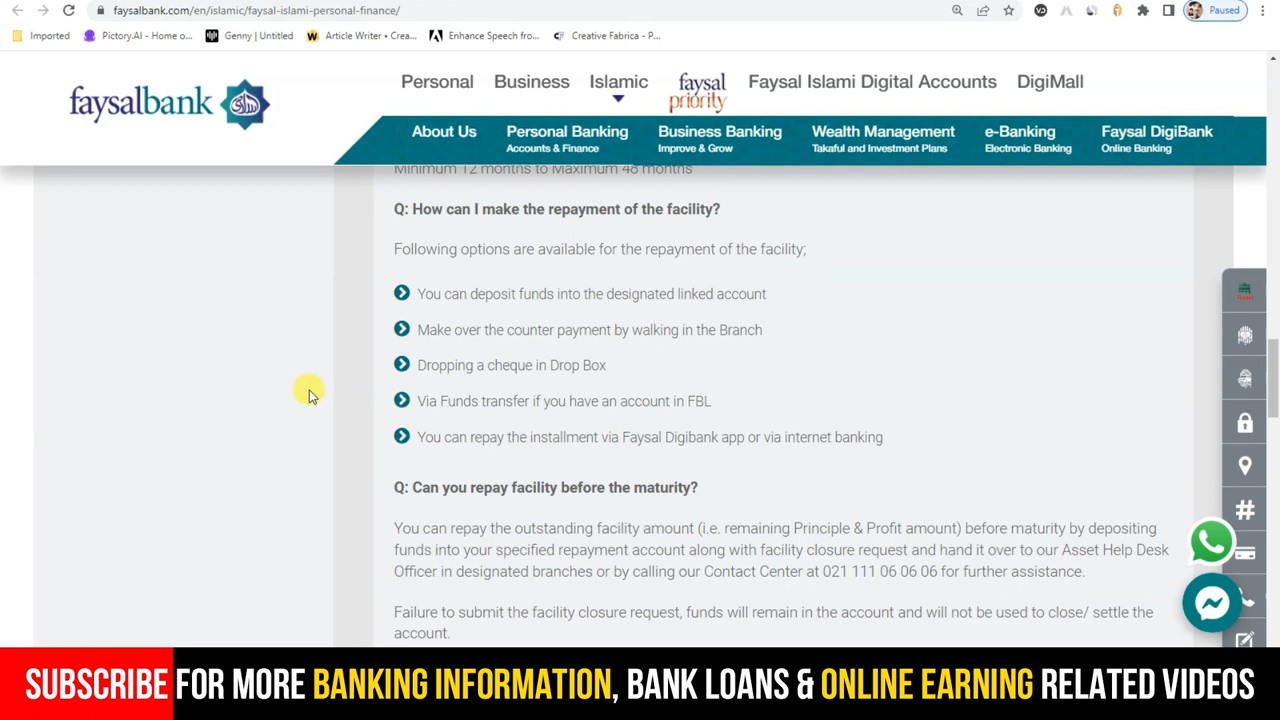 faysalbank.com/en/islamic/faysal-islami-personal-finance/
Paused
Imported
Pictory.AI - Home o...
Genny | Untitled
Article Writer • Crea...
Enhance Speech fro...
Creative Fabrica - P...
faysalbank
Personal
Business
Islamic
faysal
priority
Faysal Islami Digital Accounts
DigiMall
About Us
Personal Banking
Accounts & Finance
Business Banking
Improve & Grow
Wealth Management
Takaful and Investment Plans
e-Banking
Electronic Banking
Faysal DigiBank
Online Banking
Minimum 12 months to Maximum 48 months
Q: How can I make the repayment of the facility?
Following options are available for the repayment of the facility;
You can deposit funds into the designated linked account
Make over the counter payment by walking in the Branch
Dropping a cheque in Drop Box
Via Funds transfer if you have an account in FBL
You can repay the installment via Faysal Digibank app or via internet banking
Q: Can you repay facility before the maturity?
You can repay the outstanding facility amount (i.e. remaining Principle & Profit amount) before maturity by depositing
funds into your specified repayment account along with facility closure request and hand it over to our Asset Help Desk
Officer in designated branches or by calling our Contact Center at 021 111 06 06 06 for further assistance.
Failure to submit the facility closure request, funds will remain in the account and will not be used to close/ settle the
account.
SUBSCRIBE FOR MORE BANKING INFORMATION, BANK LOANS & ONLINE EARNING RELATED VIDEOS